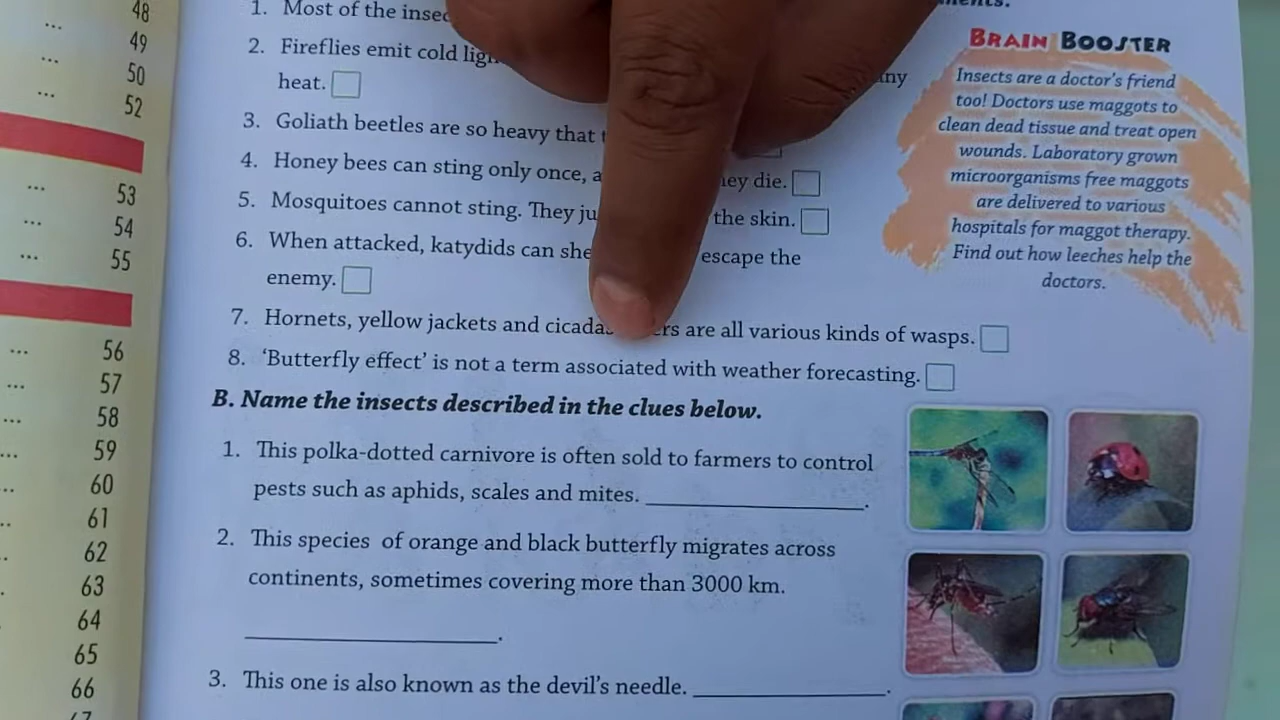 48
...
49
...
50
...
52
...
53
...
54
...
55
...
56
...
57
...
58
...
59
...
60
...
61
..
62
..
63
.
64
.
65
66
1. Most of the insec
2. Fireflies emit cold ligh ny
heat.
3. Goliath beetles are so heavy that
4. Honey bees can sting only once, a hey die.
5. Mosquitoes cannot sting. They ju the skin.
6. When attacked, katydids can she escape the
enemy.
7. Hornets, yellow jackets and cicadas rs are all various kinds of wasps.
8. 'Butterfly effect' is not a term associated with weather forecasting.
B. Name the insects described in the clues below.
1. This polka-dotted carnivore is often sold to farmers to control
pests such as aphids, scales and mites. ____________.
2. This species of orange and black butterfly migrates across
continents, sometimes covering more than 3000 km.
____________.
3. This one is also known as the devil's needle. ____________.
BRAIN BOOSTER
Insects are a doctor's friend
too! Doctors use maggots to
clean dead tissue and treat open
wounds. Laboratory grown
microorganisms free maggots
are delivered to various
hospitals for maggot therapy.
Find out how leeches help the
doctors.